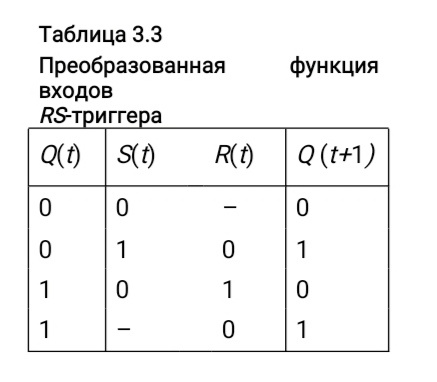 Таблица 3.3
Преобразованная функция
входов
RS-триггера
Q(t) S(t) R(t) Q (t+1)
0 0 – 0
0 1 0 1
1 0 1 0
1 – 0 1